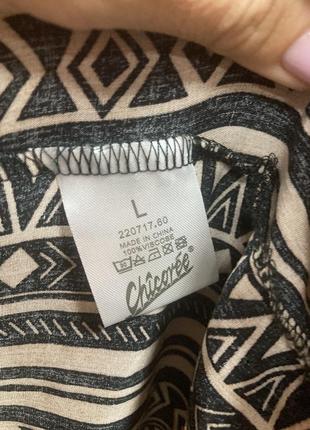 L
220717.60
MADE IN CHINA
100%VISCOSE
Chicorée